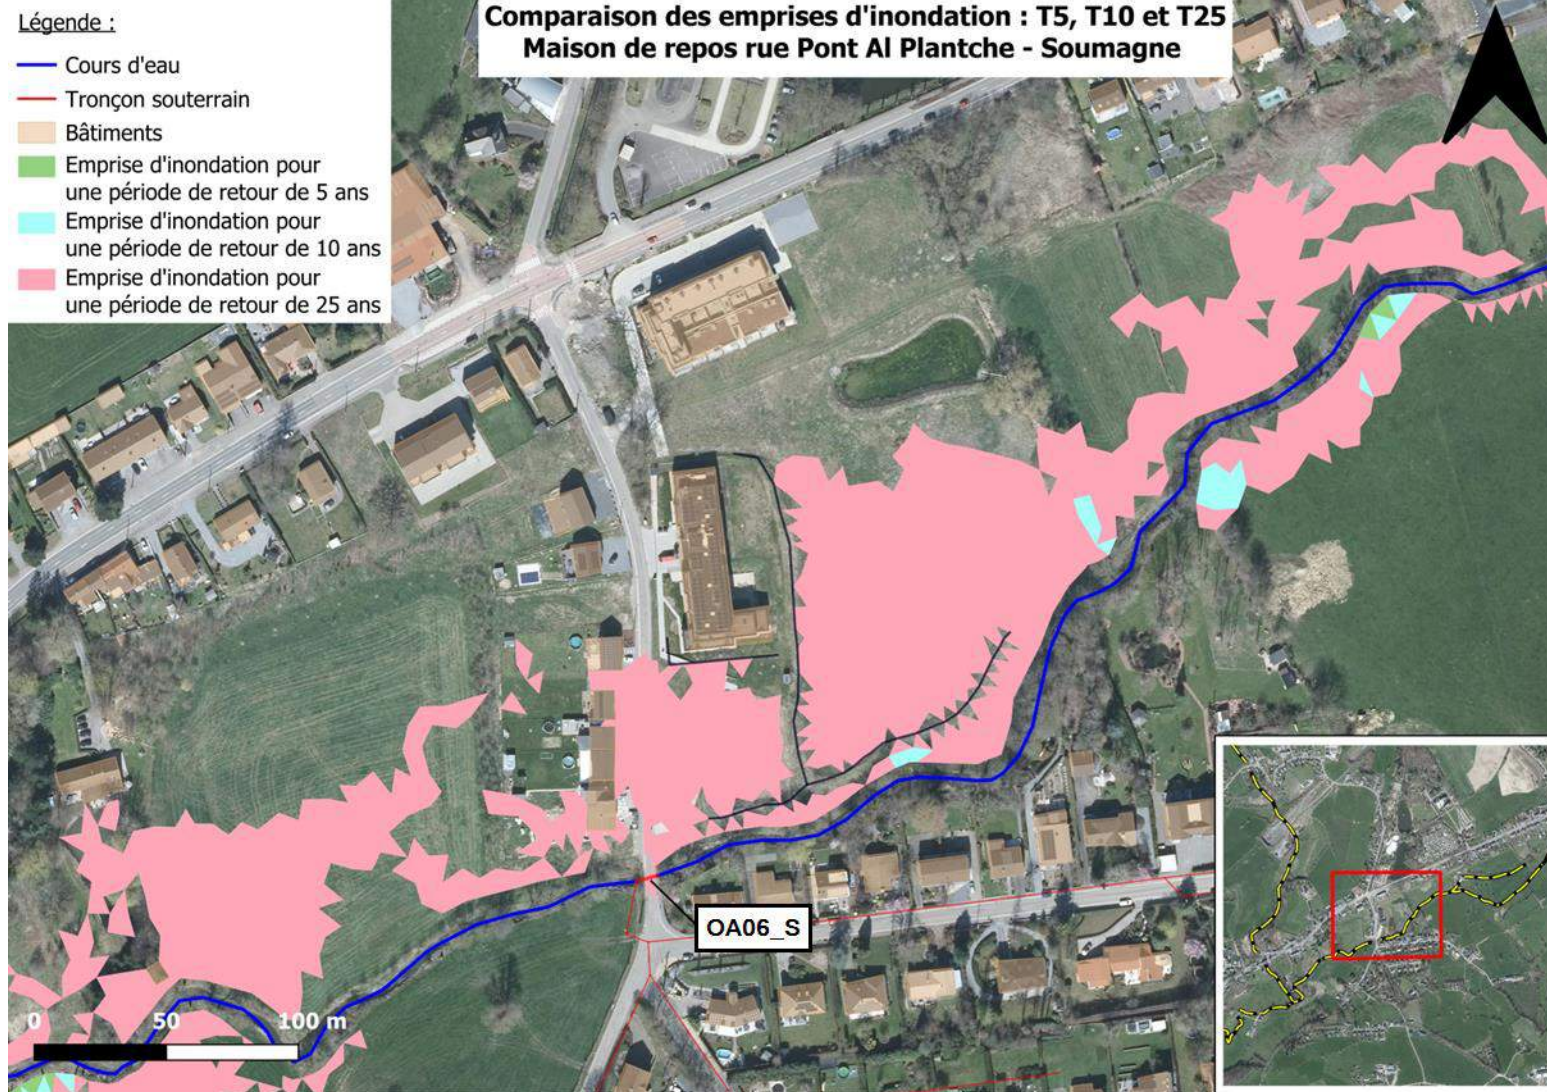 Comparaison des emprises d'inondation : T5, T10 et T25
Maison de repos rue Pont Al Plantche - Soumagne
Légende :
Cours d'eau
Tronçon souterrain
Bâtiments
Emprise d'inondation pour
une période de retour de 5 ans
Emprise d'inondation pour
une période de retour de 10 ans
Emprise d'inondation pour
une période de retour de 25 ans
OA06_S
0 50 100 m